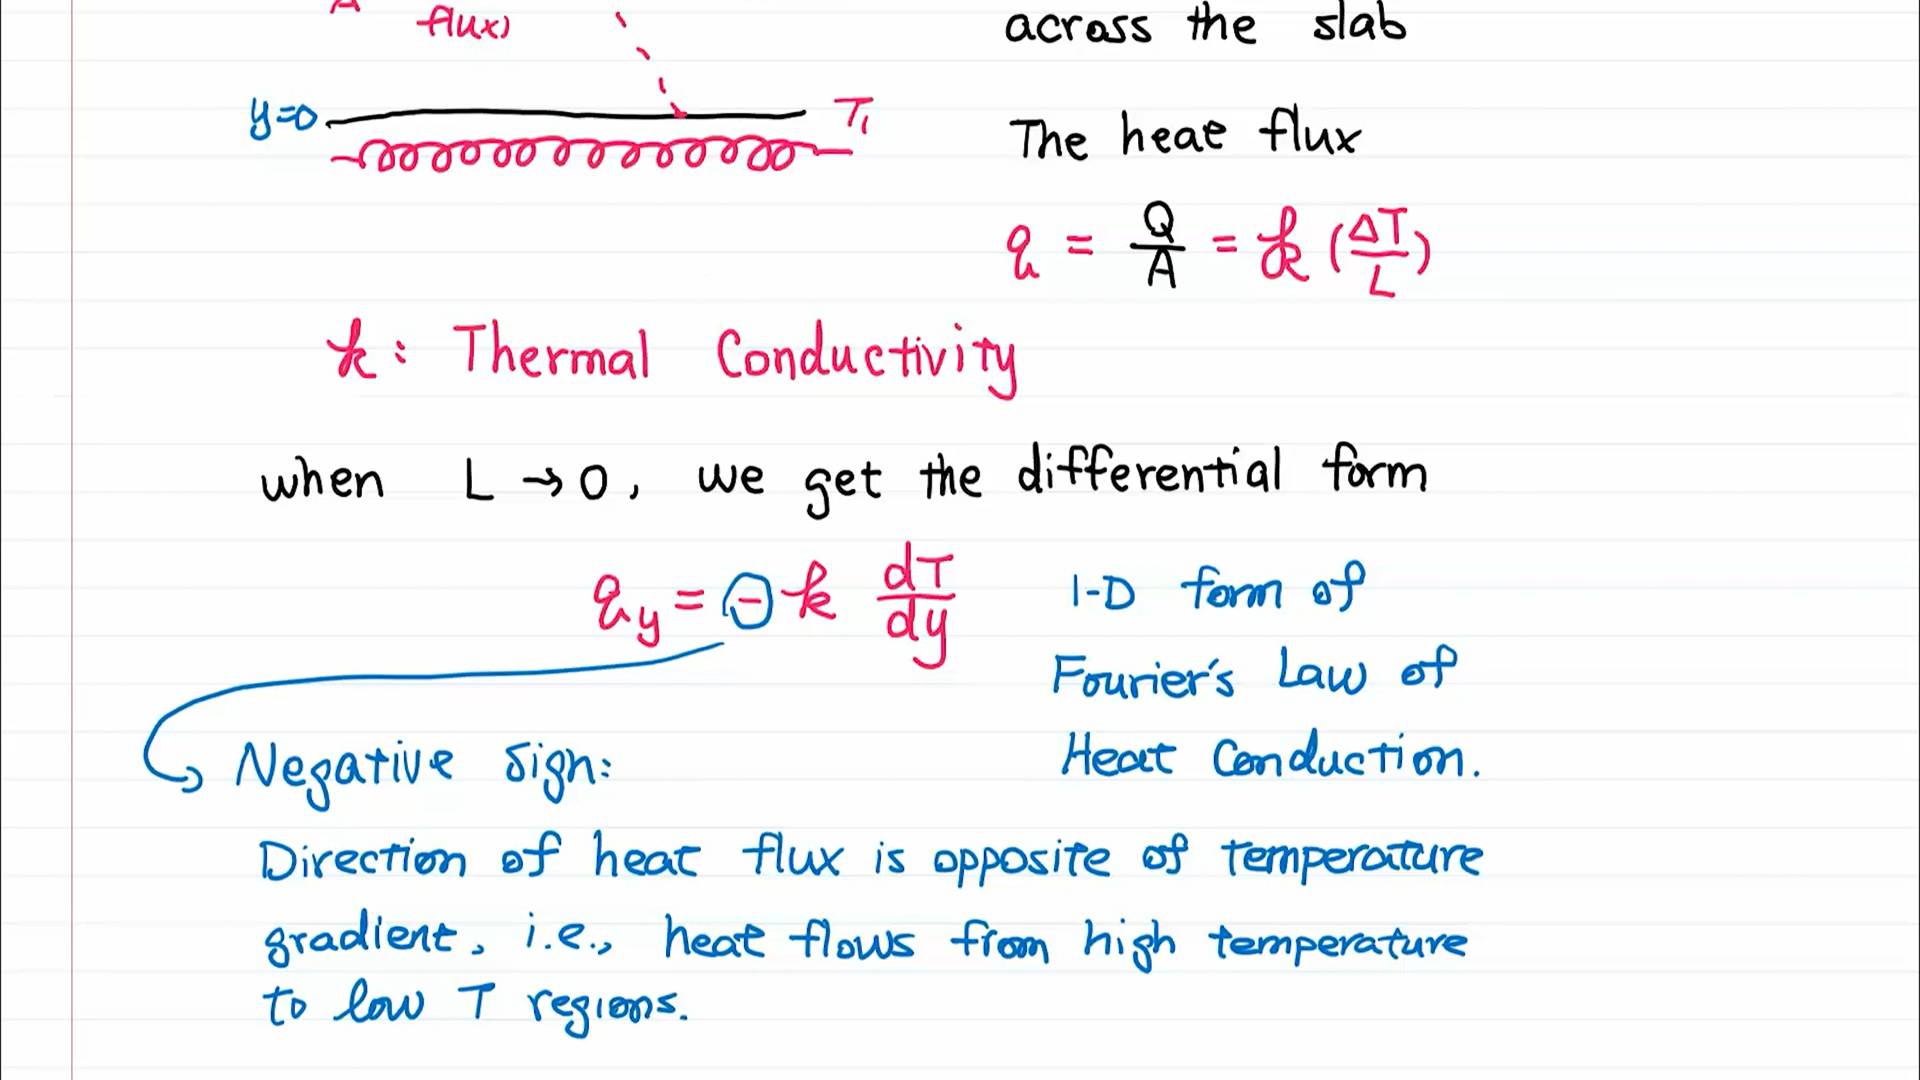 flux)
across the slab
y=0
T₁
The heat flux
q = Q/A = k (ΔT/L)
k: Thermal Conductivity
when L → 0, we get the differential form
q_y = - k dT/dy
1-D form of
Fourier's Law of
Heat Conduction.
Negative sign:
Direction of heat flux is opposite of temperature
gradient, i.e., heat flows from high temperature
to low T regions.